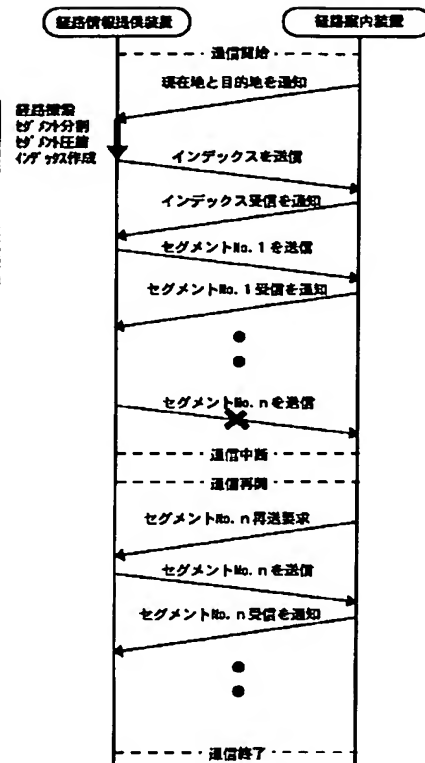 経路情報提供装置
経路案内装置
通信開始
現在地と目的地を通知
経路探索
ｾｸﾞﾒﾝﾄ分割
ｾｸﾞﾒﾝﾄ圧縮
ｲﾝﾃﾞｯｸｽ作成
インデックスを送信
インデックス受信を通知
セグメントNo.1を送信
セグメントNo.1受信を通知
セグメントNo.nを送信
通信中断
通信再開
セグメントNo.n再送要求
セグメントNo.nを送信
セグメントNo.n受信を通知
通信終了